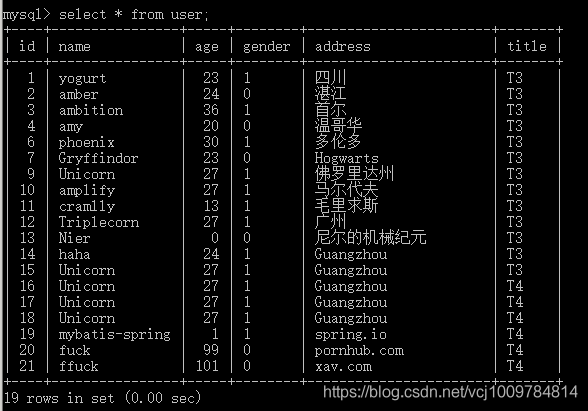 mysql> select * from user;
| id | name | age | gender | address | title |
| 1 | yogurt | 23 | 1 | 四川 | T3 |
| 2 | amber | 24 | 0 | 湛江 | T3 |
| 3 | ambition | 36 | 1 | 首尔 | T3 |
| 4 | amy | 20 | 0 | 温哥华 | T3 |
| 6 | phoenix | 30 | 1 | 多伦多 | T3 |
| 7 | Gryffindor | 23 | 0 | Hogwarts | T3 |
| 9 | Unicorn | 27 | 1 | 佛罗里达州 | T3 |
| 10 | amplify | 27 | 1 | 马尔代夫 | T3 |
| 11 | cramlly | 13 | 1 | 毛里求斯 | T3 |
| 12 | Triplecorn | 27 | 1 | 广州 | T3 |
| 13 | Nier | 0 | 0 | 尼尔的机械纪元 | T3 |
| 14 | haha | 24 | 1 | Guangzhou | T3 |
| 15 | Unicorn | 27 | 1 | Guangzhou | T3 |
| 16 | Unicorn | 27 | 1 | Guangzhou | T4 |
| 17 | Unicorn | 27 | 1 | Guangzhou | T4 |
| 18 | Unicorn | 27 | 1 | Guangzhou | T4 |
| 19 | mybatis-spring | 1 | 1 | spring.io | T4 |
| 20 | fuck | 99 | 0 | pornhub.com | T4 |
| 21 | ffuck | 101 | 0 | xav.com | T4 |
19 rows in set (0.00 sec)
https://blog.csdn.net/vcj1009784814